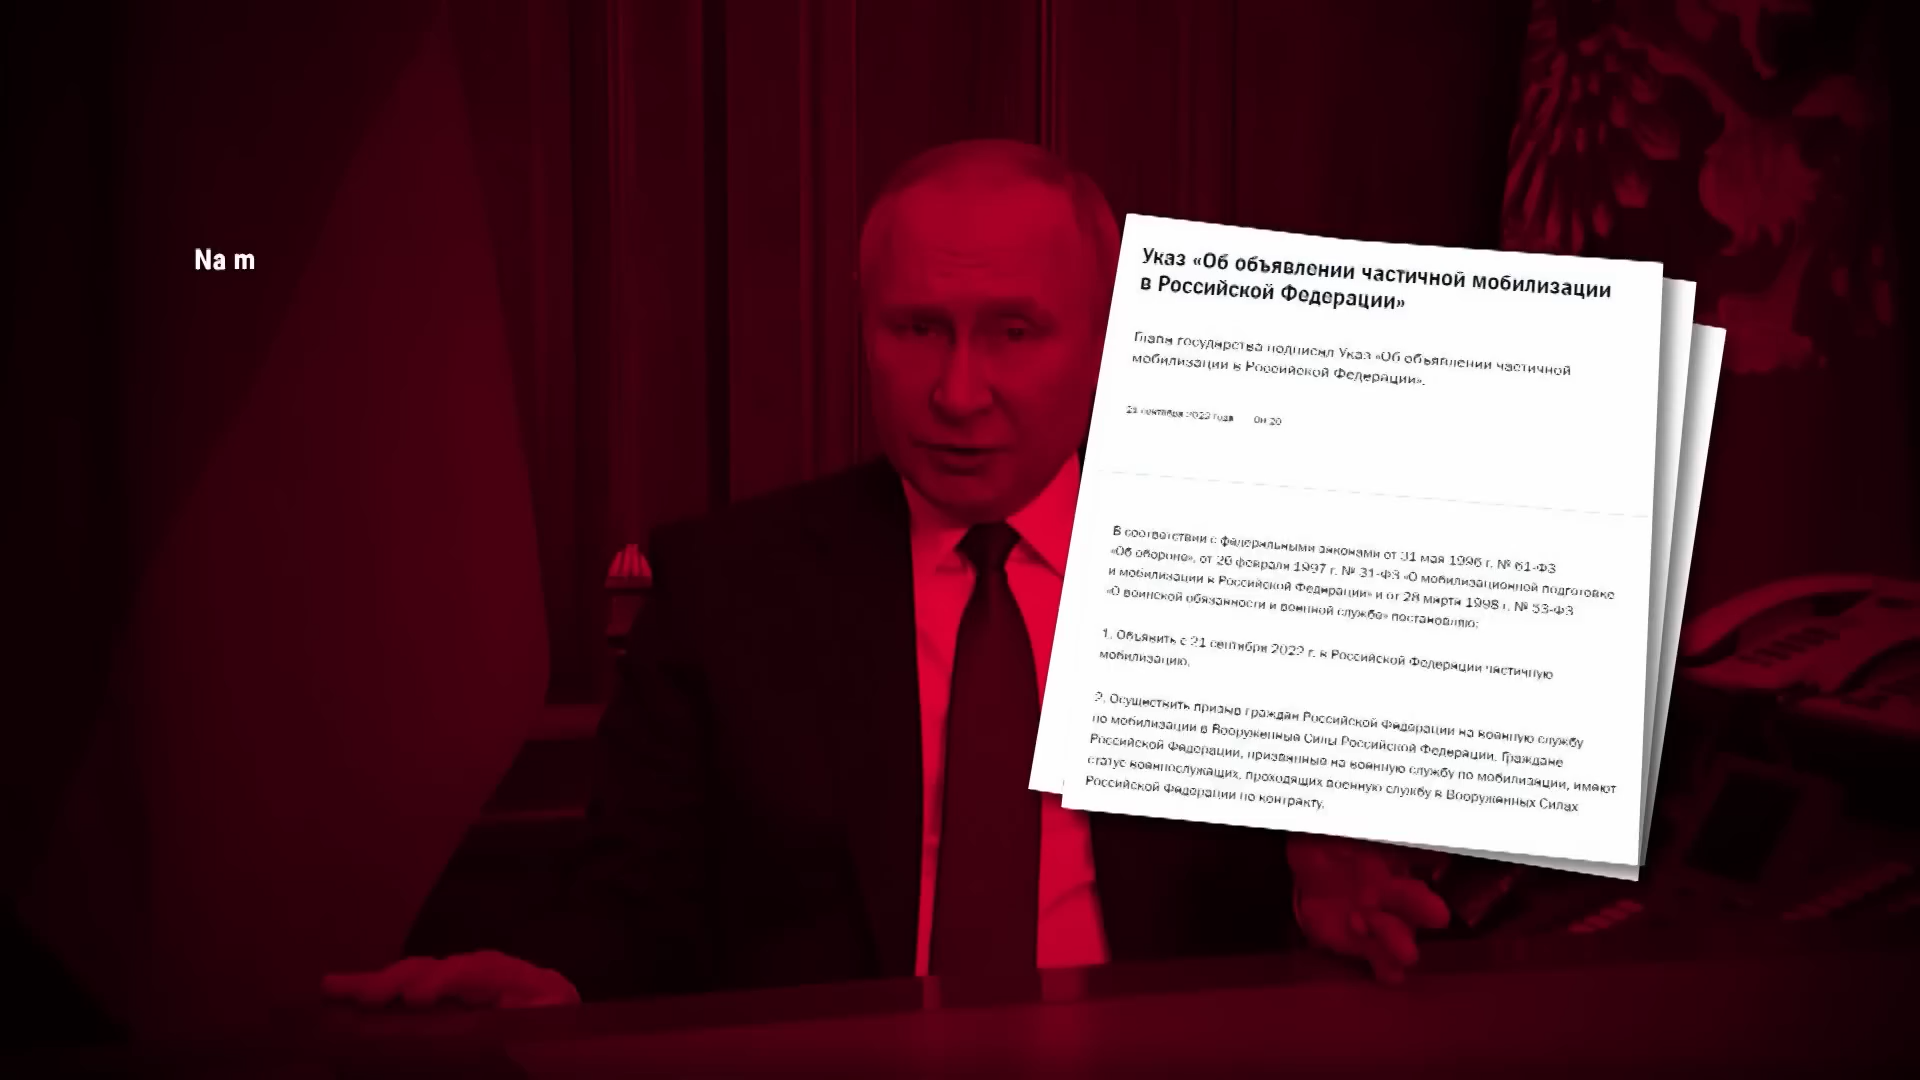 Na m
Указ «Об объявлении частичной мобилизации
в Российской Федерации»
Глава государства подписал Указ «Об объявлении частичной
мобилизации в Российской Федерации».
21 сентября 2022 года
В соответствии с федеральными законами от 31 мая 1996 г. № 61-ФЗ
«Об обороне», от 26 февраля 1997 г. № 31-ФЗ «О мобилизационной подготовке
и мобилизации в Российской Федерации» и от 28 марта 1998 г. № 53-ФЗ
«О воинской обязанности и военной службе» постановляю:
1. Объявить с 21 сентября 2022 г. в Российской Федерации частичную
мобилизацию.
2. Осуществить призыв граждан Российской Федерации на военную службу
по мобилизации в Вооруженные Силы Российской Федерации. Граждане
Российской Федерации, призванные на военную службу по мобилизации, имеют
статус военнослужащих, проходящих военную службу в Вооруженных Силах
Российской Федерации по контракту.